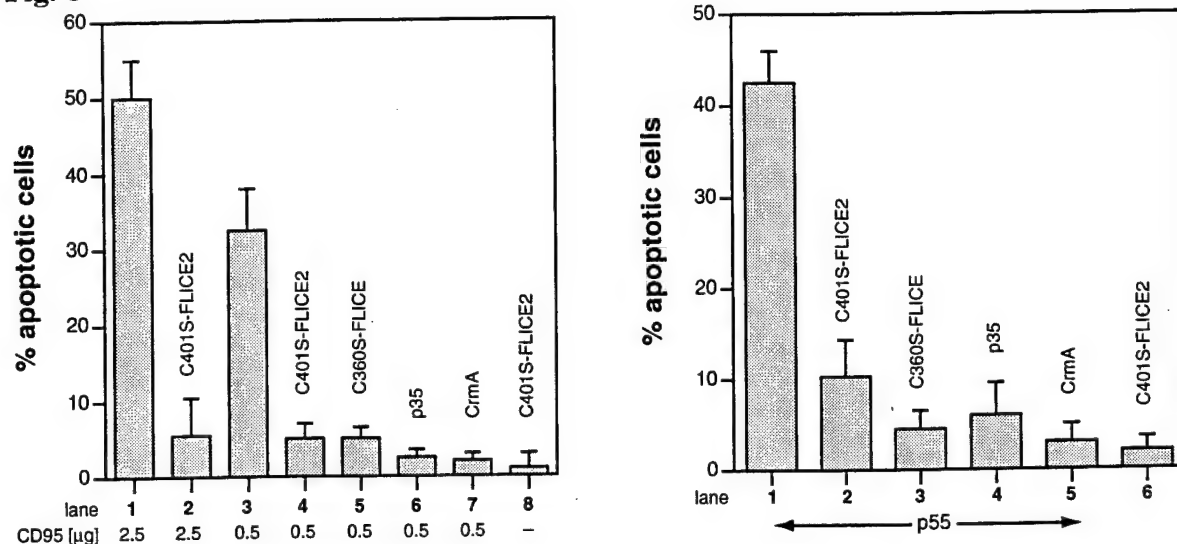 60
50
40
30
20
10
0
% apoptotic cells
C401S-FLICE2
C401S-FLICE2
C360S-FLICE
p35
CrmA
C401S-FLICE2
lane 1 2 3 4 5 6 7 8
CD95 [µg] 2.5 2.5 0.5 0.5 0.5 0.5 0.5 –
50
40
30
20
10
0
% apoptotic cells
C401S-FLICE2
C360S-FLICE
p35
CrmA
C401S-FLICE2
lane 1 2 3 4 5 6
p55